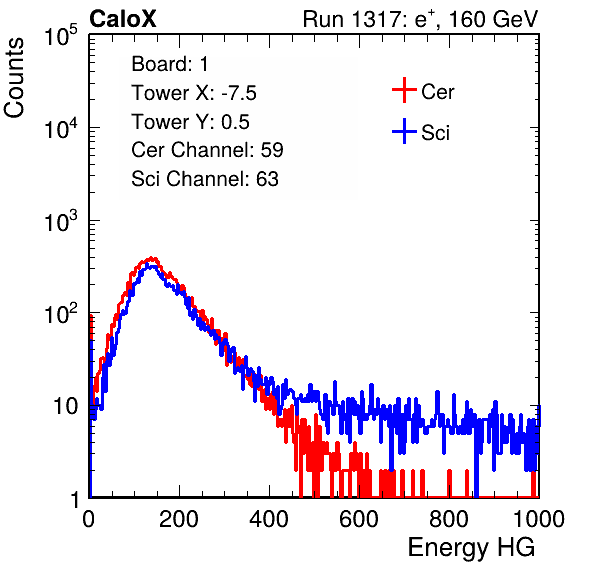 CaloX Run 1317: e⁺, 160 GeV
Counts
10⁵
10⁴
10³
10²
10
1
Board: 1
Tower X: -7.5
Tower Y: 0.5
Cer Channel: 59
Sci Channel: 63
Cer
Sci
0 200 400 600 800 1000
Energy HG